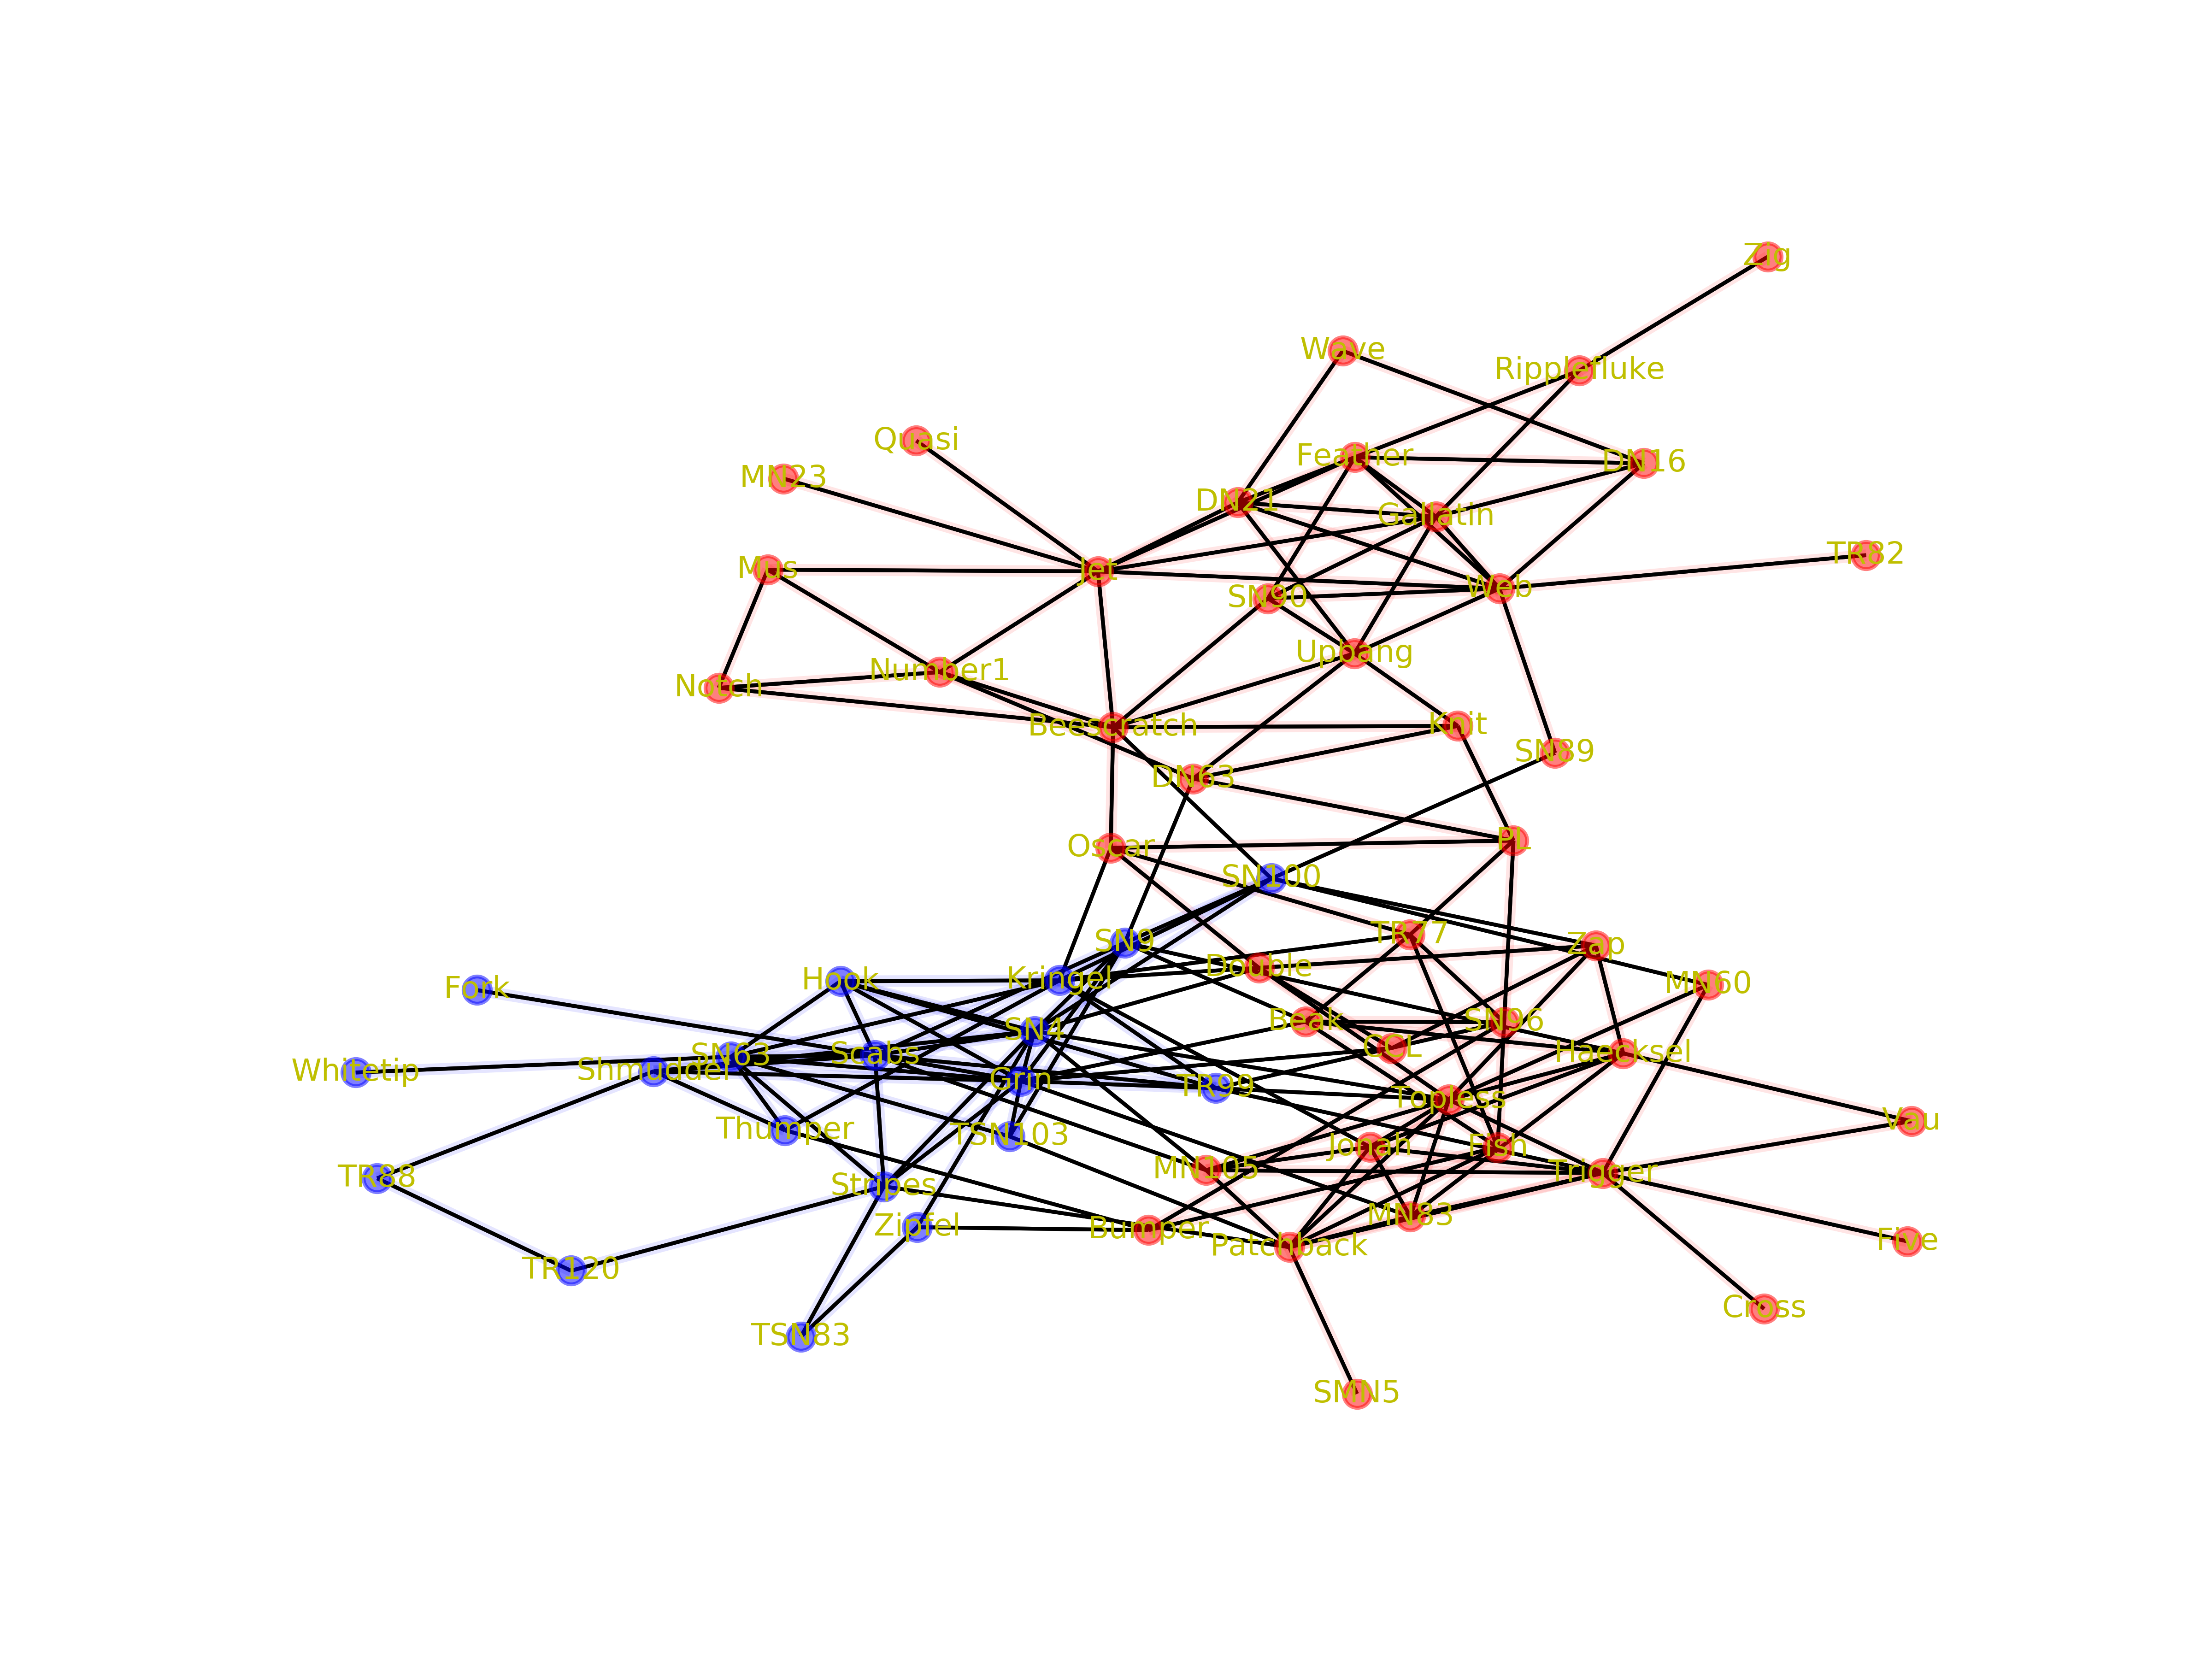 Zig
Wave
Ripplefluke
Quasi
Feather
DN16
MN23
DN21
Gallatin
TR82
Mus
Jet
Web
SN90
Upbang
Number1
Notch
Beescratch
Knit
SN89
DN63
Oscar
PL
SN100
TR77
Zap
SN9
Double
Hook
Kringel
MN60
Fork
Beak
SN96
SN4
CCL
Haecksel
SN63
Scabs
Whitetip
Shmuddel
Grin
TR99
Topless
Vau
Thumper
TSN103
Jonah
Fish
MN105
Trigger
TR88
Stripes
Zipfel
Bumper
MN83
Patchback
Five
TR120
Cross
TSN83
SMN5